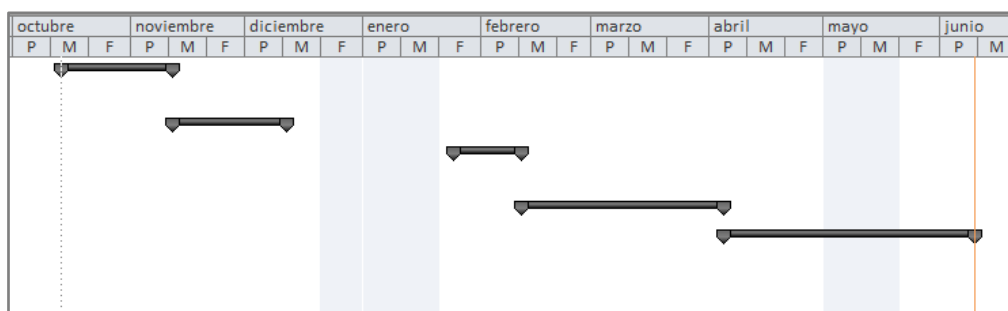 octubre noviembre diciembre enero febrero marzo abril mayo junio
P M F P M F P M F P M F P M F P M F P M F P M F P M